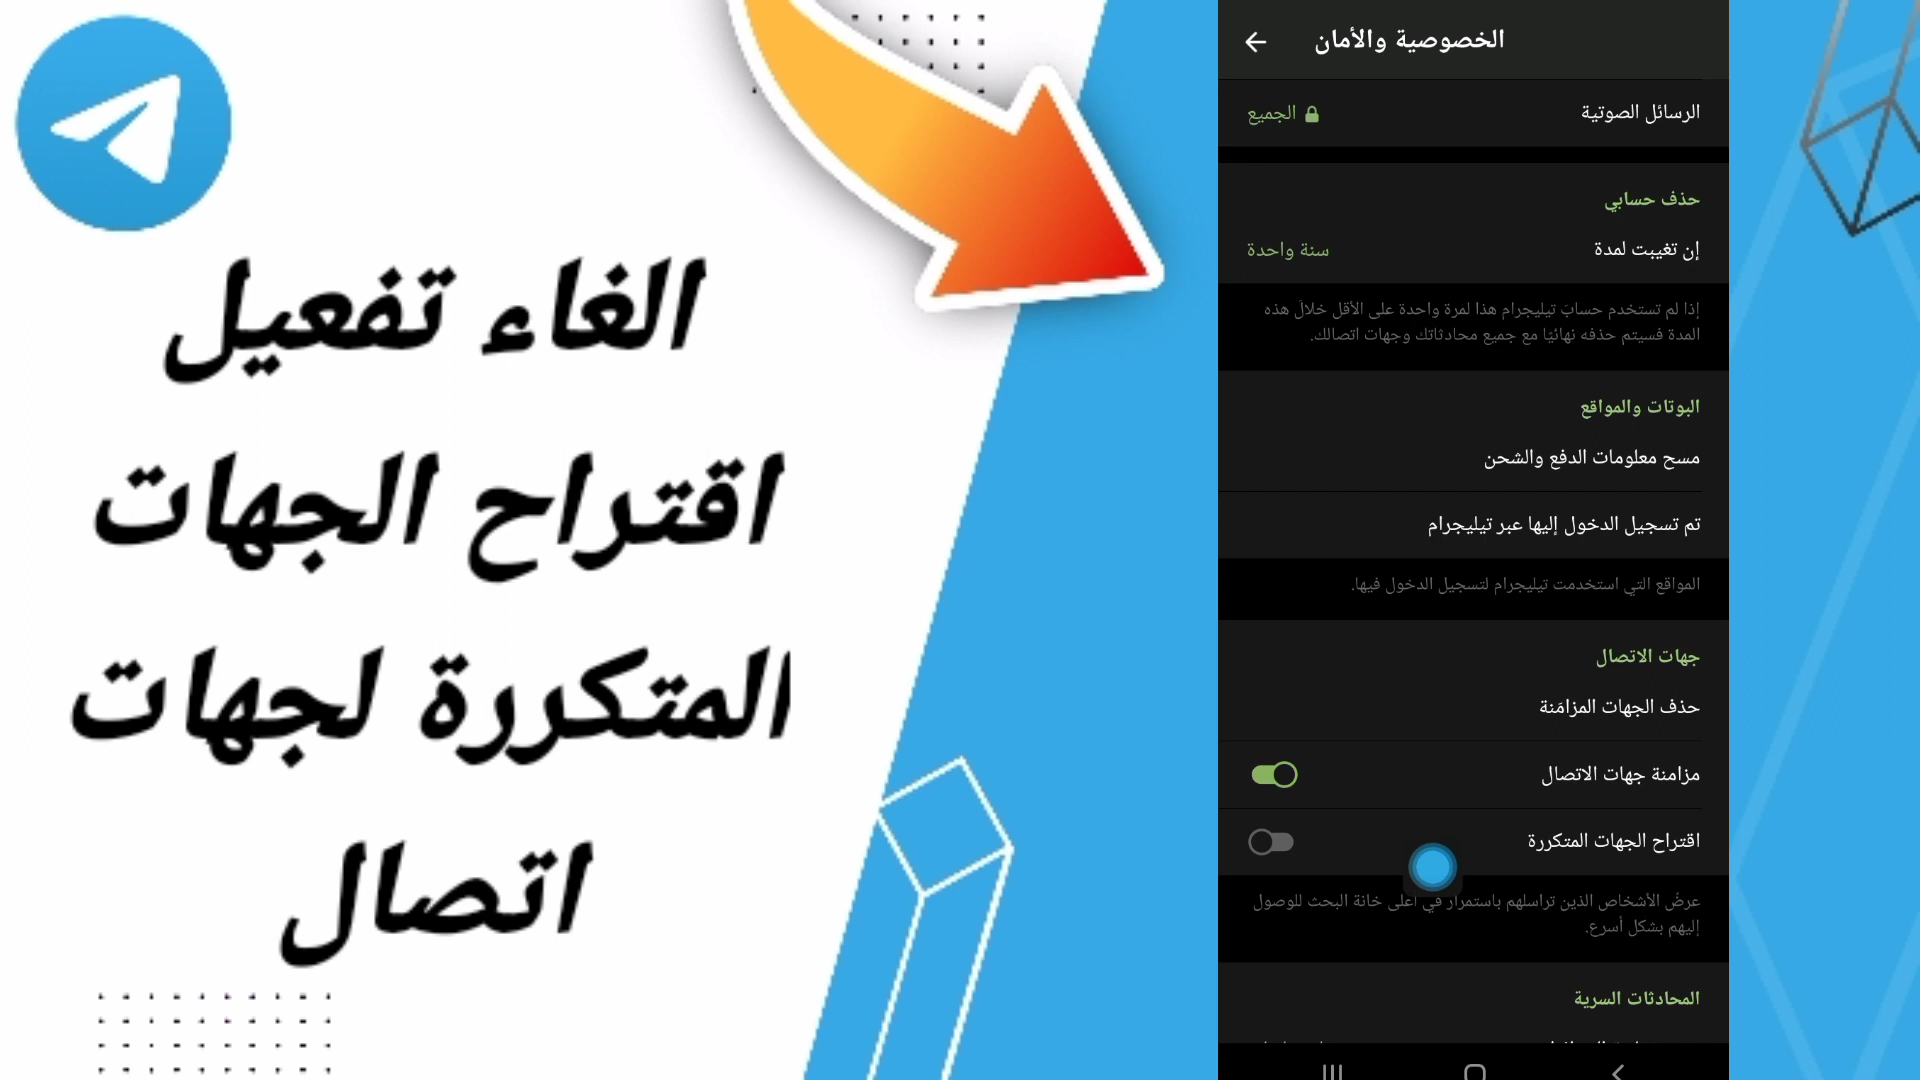 الغاء تفعيل
اقتراح الجهات
المتكررة لجهات
اتصال
الخصوصية والأمان
الرسائل الصوتية
الجميع
حذف حسابي
إن تغيبت لمدة
سنة واحدة
إذا لم تستخدم حسابَ تيليجرام هذا لمرة واحدة على الأقل خلالَ هذه
المدة فسيتم حذفه نهائيًا مع جميع محادثاتك وجهات اتصالك.
البوتات والمواقع
مسح معلومات الدفع والشحن
تم تسجيل الدخول إليها عبر تيليجرام
المواقع التي استخدمت تيليجرام لتسجيل الدخول فيها.
جهات الاتصال
حذف الجهات المزامَنة
مزامنة جهات الاتصال
اقتراح الجهات المتكررة
عرضُ الأشخاص الذين تراسلهم باستمرار في أعلى خانة البحث للوصول
إليهم بشكل أسرع.
المحادثات السرية